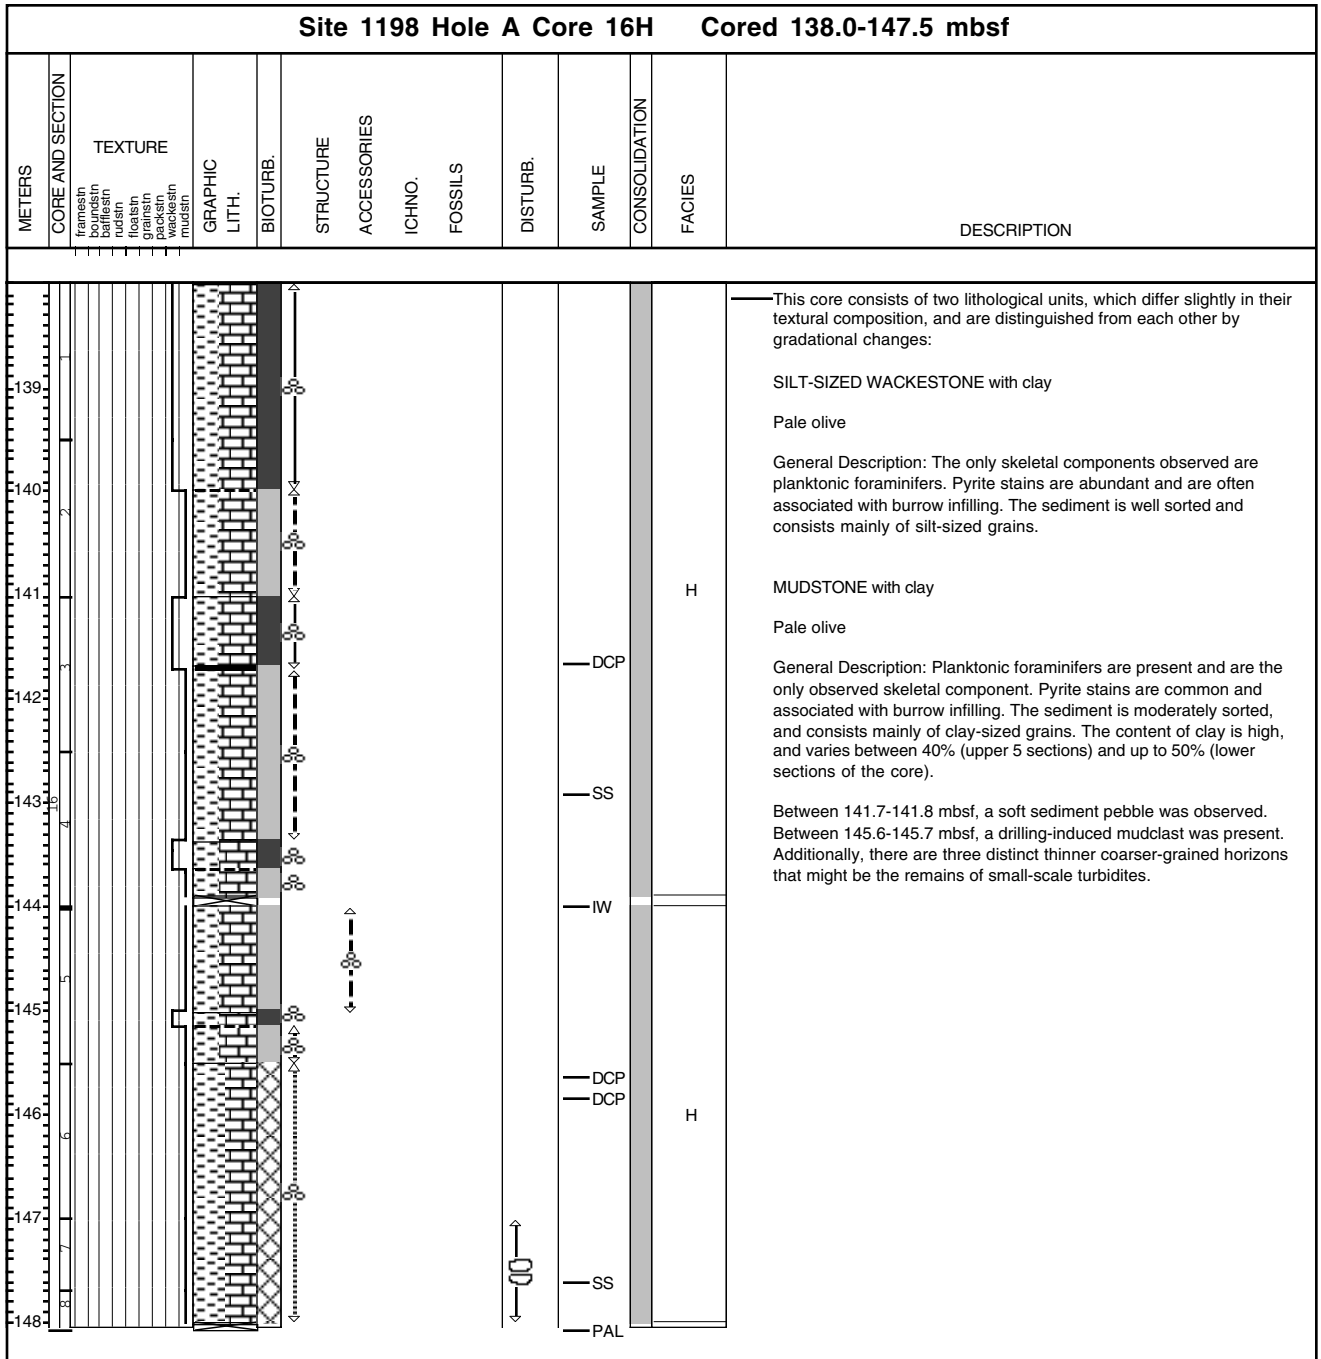 Site 1198 Hole A Core 16H Cored 138.0-147.5 mbsf
METERS
CORE AND SECTION
TEXTURE
framestn
boundstn
bafflestn
rudstn
floatstn
grainstn
packstn
wackestn
mudstn
GRAPHIC
LITH.
BIOTURB.
STRUCTURE
ACCESSORIES
ICHNO.
FOSSILS
DISTURB.
SAMPLE
CONSOLIDATION
FACIES
DESCRIPTION
139
140
141
142
143
144
145
146
147
148
16
1
2
3
4
5
6
7
8
DCP
SS
IW
DCP
DCP
SS
PAL
H
H
This core consists of two lithological units, which differ slightly in their
textural composition, and are distinguished from each other by
gradational changes:
SILT-SIZED WACKESTONE with clay
Pale olive
General Description: The only skeletal components observed are
planktonic foraminifers. Pyrite stains are abundant and are often
associated with burrow infilling. The sediment is well sorted and
consists mainly of silt-sized grains.
MUDSTONE with clay
Pale olive
General Description: Planktonic foraminifers are present and are the
only observed skeletal component. Pyrite stains are common and
associated with burrow infilling. The sediment is moderately sorted,
and consists mainly of clay-sized grains. The content of clay is high,
and varies between 40% (upper 5 sections) and up to 50% (lower
sections of the core).
Between 141.7-141.8 mbsf, a soft sediment pebble was observed.
Between 145.6-145.7 mbsf, a drilling-induced mudclast was present.
Additionally, there are three distinct thinner coarser-grained horizons
that might be the remains of small-scale turbidites.